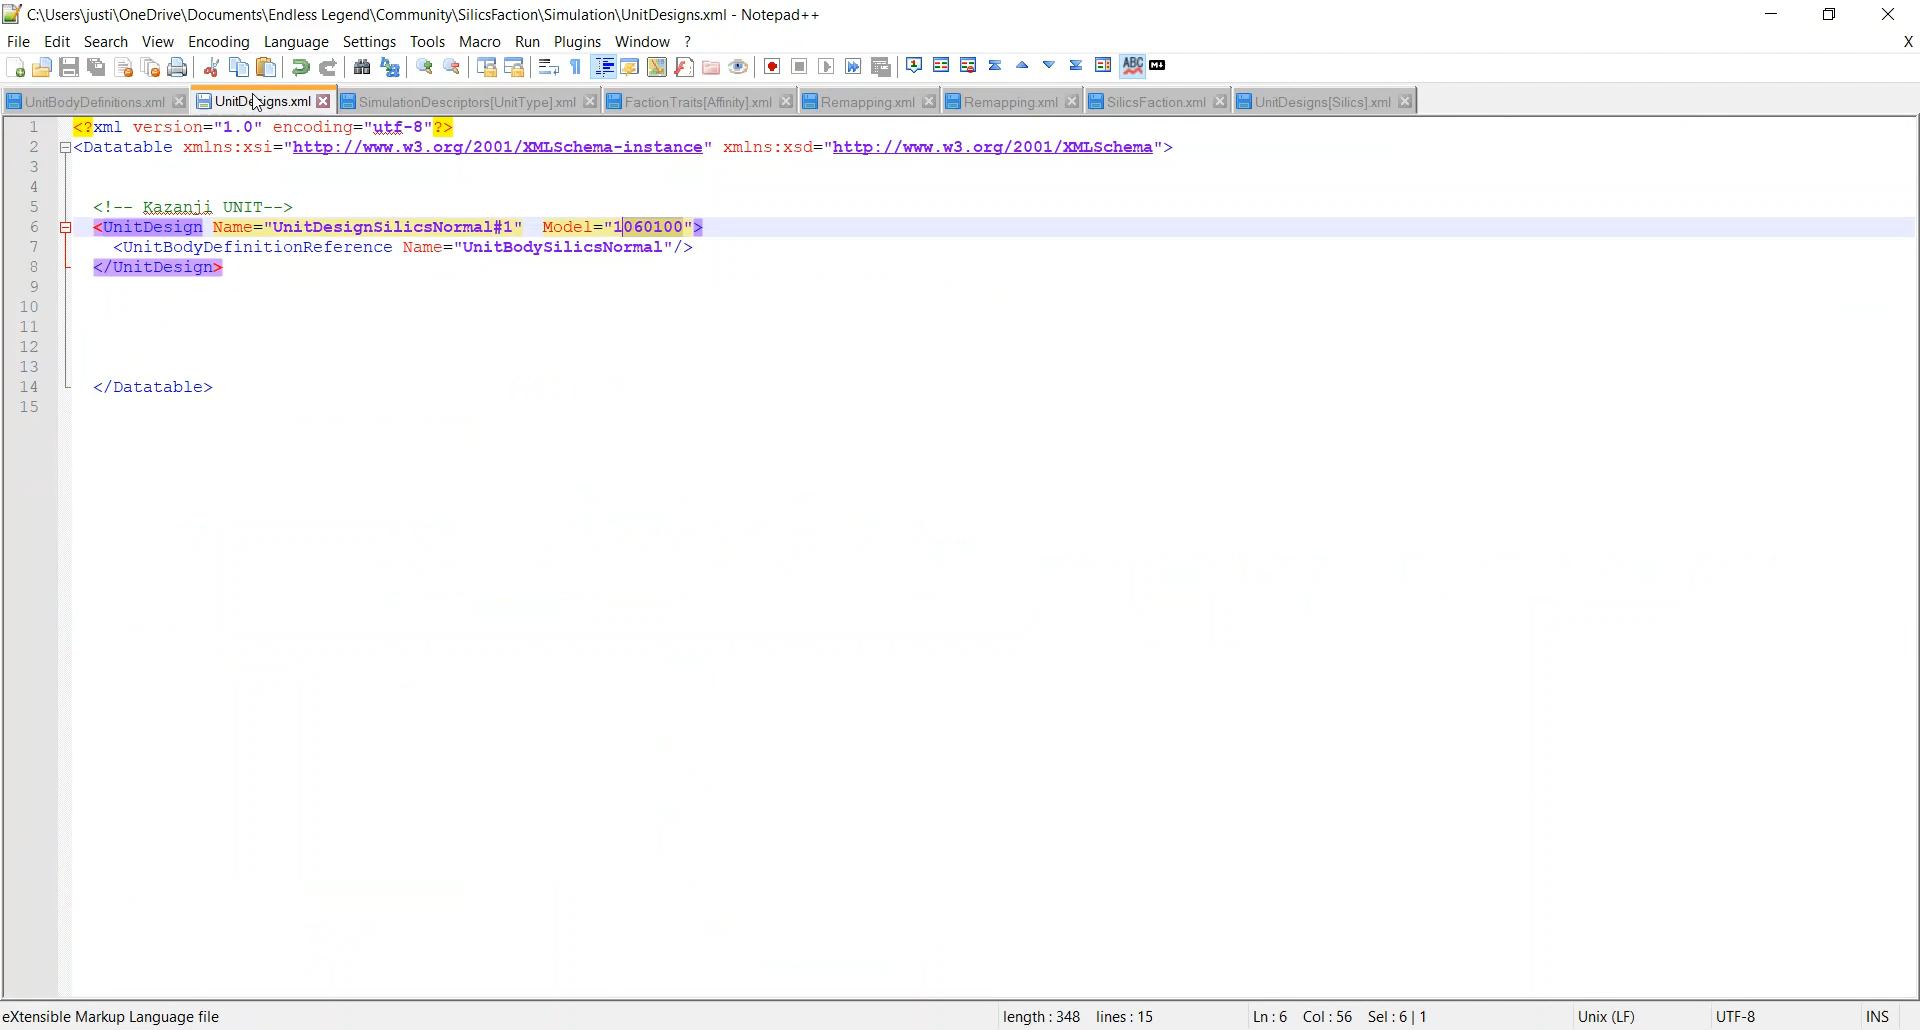 C:\Users\justi\OneDrive\Documents\Endless Legend\Community\SilicsFaction\Simulation\UnitDesigns.xml - Notepad++
File Edit Search View Encoding Language Settings Tools Macro Run Plugins Window ? X
UnitBodyDefinitions.xml UnitDesigns.xml SimulationDescriptors[UnitType].xml FactionTraits[Affinity].xml Remapping.xml Remapping.xml SilicsFaction.xml UnitDesigns[Silics].xml
1 <?xml version="1.0" encoding="utf-8"?>
2 <Datatable xmlns:xsi="http://www.w3.org/2001/XMLSchema-instance" xmlns:xsd="http://www.w3.org/2001/XMLSchema">
3
4
5 <!-- Kazanji UNIT-->
6 <UnitDesign Name="UnitDesignSilicsNormal#1" Model="1060100">
7 <UnitBodyDefinitionReference Name="UnitBodySilicsNormal"/>
8 </UnitDesign>
9
10
11
12
13
14 </Datatable>
15
eXtensible Markup Language file length : 348 lines : 15 Ln : 6 Col : 56 Sel : 6 | 1 Unix (LF) UTF-8 INS